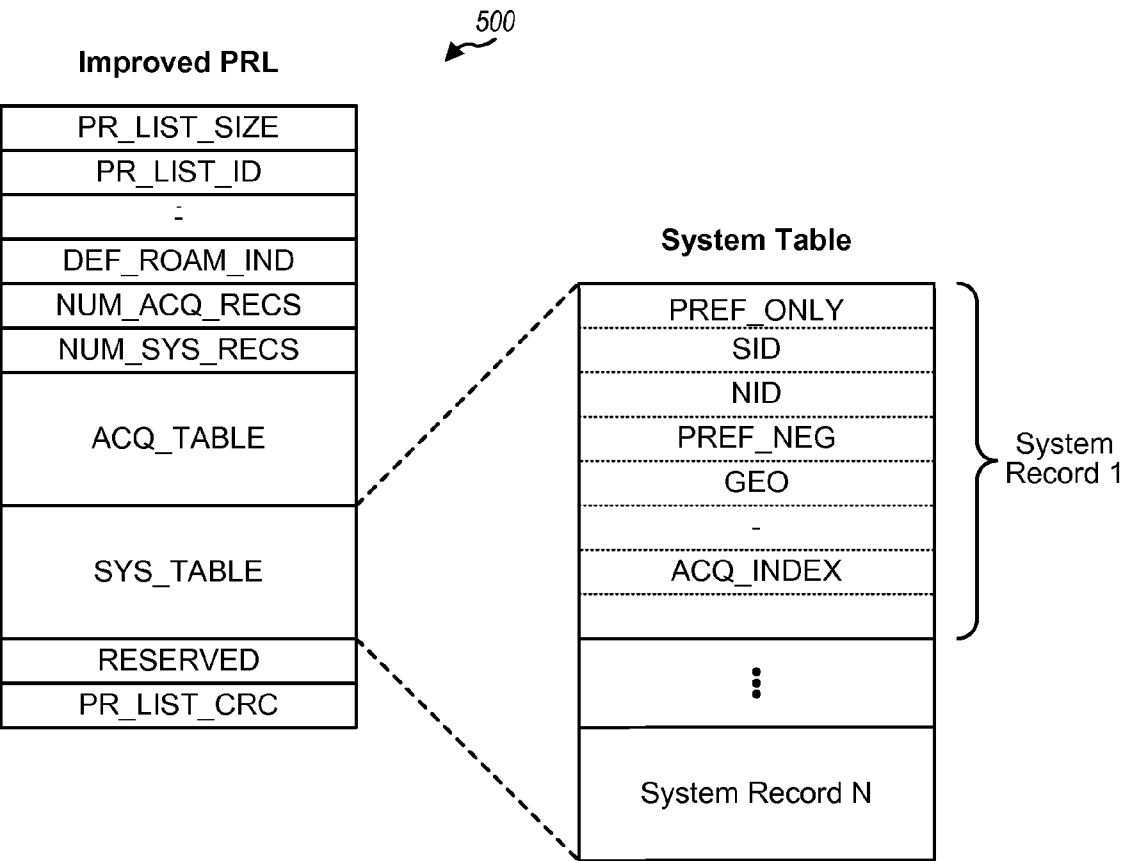 500
Improved PRL
PR_LIST_SIZE
PR_LIST_ID
DEF_ROAM_IND
NUM_ACQ_RECS
NUM_SYS_RECS
ACQ_TABLE
SYS_TABLE
RESERVED
PR_LIST_CRC
System Table
PREF_ONLY
SID
NID
PREF_NEG
GEO
-
ACQ_INDEX
System Record N
System
Record 1